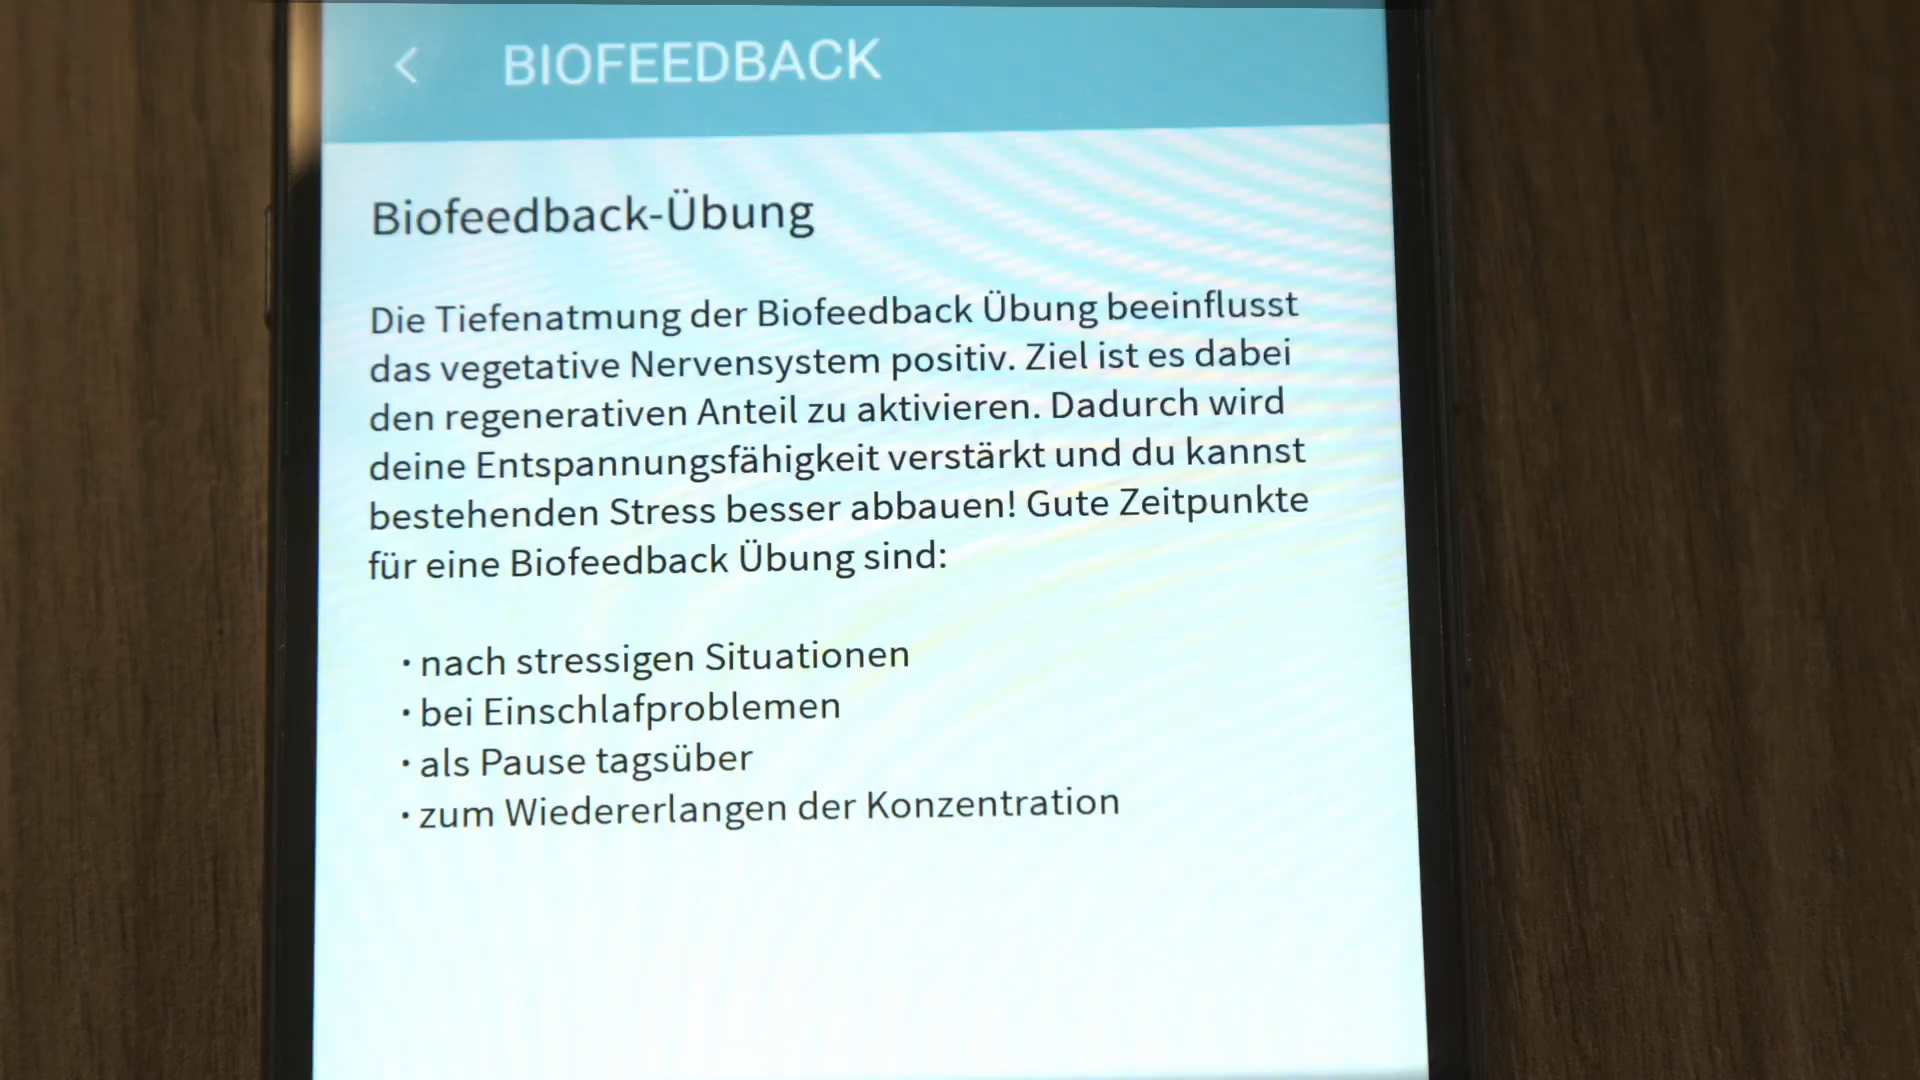 BIOFEEDBACK
Biofeedback-Übung
Die Tiefenatmung der Biofeedback Übung beeinflusst
das vegetative Nervensystem positiv. Ziel ist es dabei
den regenerativen Anteil zu aktivieren. Dadurch wird
deine Entspannungsfähigkeit verstärkt und du kannst
bestehenden Stress besser abbauen! Gute Zeitpunkte
für eine Biofeedback Übung sind:
· nach stressigen Situationen
· bei Einschlafproblemen
· als Pause tagsüber
· zum Wiedererlangen der Konzentration